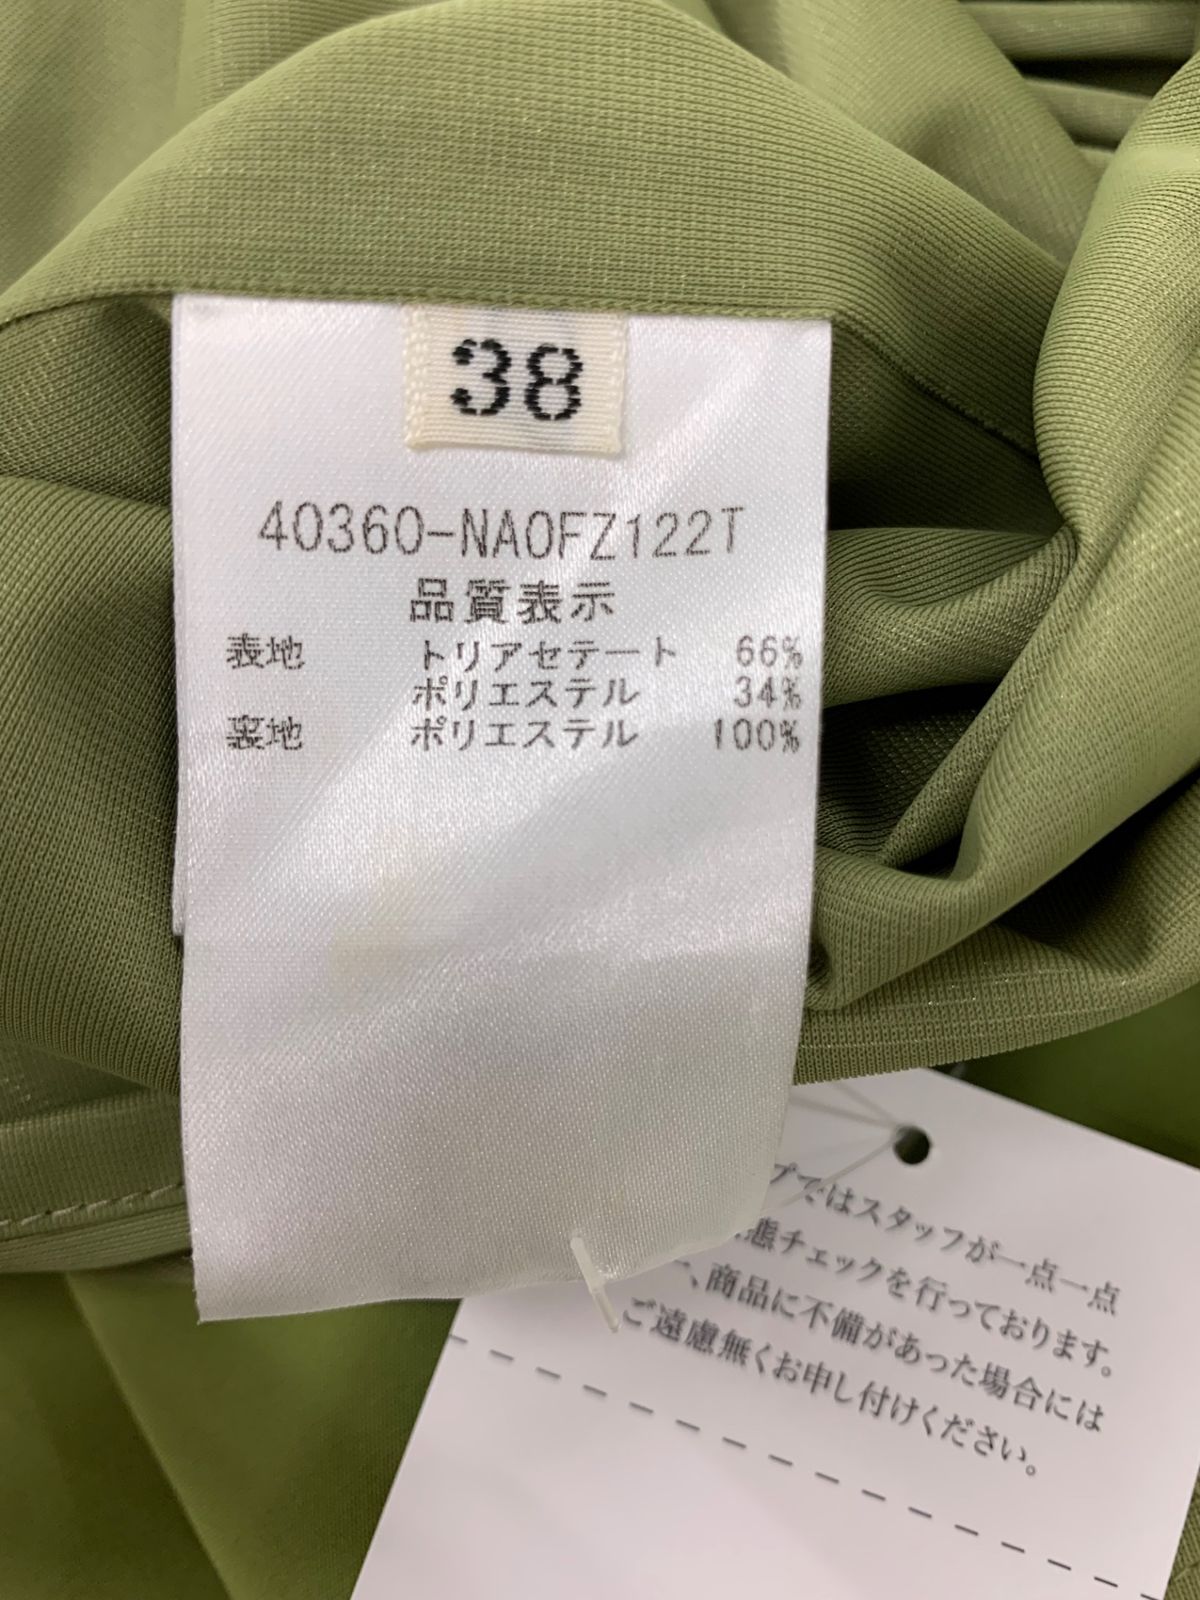 38
40360-NA0FZ122T
品質表示
表地 トリアセテート 66%
ポリエステル 34%
裏地 ポリエステル 100%
プではスタッフが一点一点
態チェックを行っております。
、商品に不備があった場合には
ご遠慮無くお申し付けください。